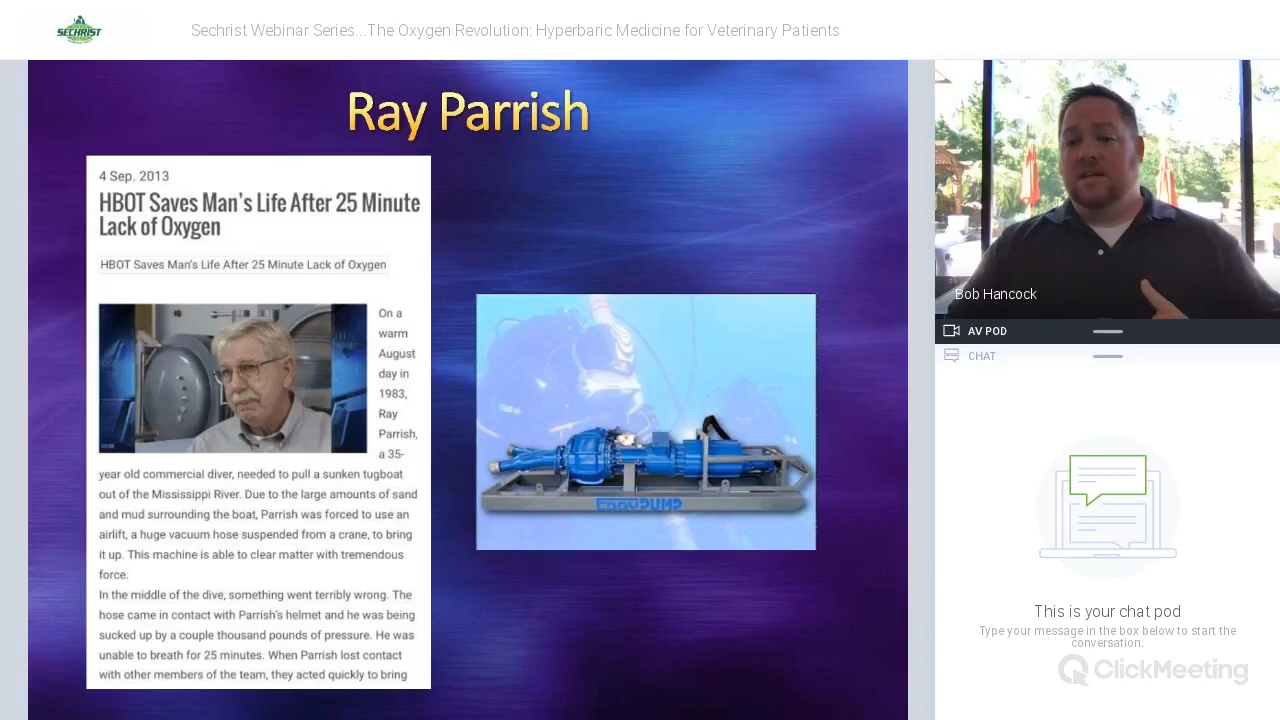 SECHRIST
Sechrist Webinar Series...The Oxygen Revolution: Hyperbaric Medicine for Veterinary Patients
Ray Parrish
4 Sep. 2013
HBOT Saves Man's Life After 25 Minute
Lack of Oxygen
HBOT Saves Man's Life After 25 Minute Lack of Oxygen
On a
warm
August
day in
1983,
Ray
Parrish,
a 35-
year old commercial diver, needed to pull a sunken tugboat
out of the Mississippi River. Due to the large amounts of sand
and mud surrounding the boat, Parrish was forced to use an
airlift, a huge vacuum hose suspended from a crane, to bring
it up. This machine is able to clear matter with tremendous
force.
In the middle of the dive, something went terribly wrong. The
hose came in contact with Parrish's helmet and he was being
sucked up by a couple thousand pounds of pressure. He was
unable to breath for 25 minutes. When Parrish lost contact
with other members of the team, they acted quickly to bring
EDDYPUMP
Bob Hancock
AV POD
CHAT
This is your chat pod
Type your message in the box below to start the
conversation.
ClickMeeting